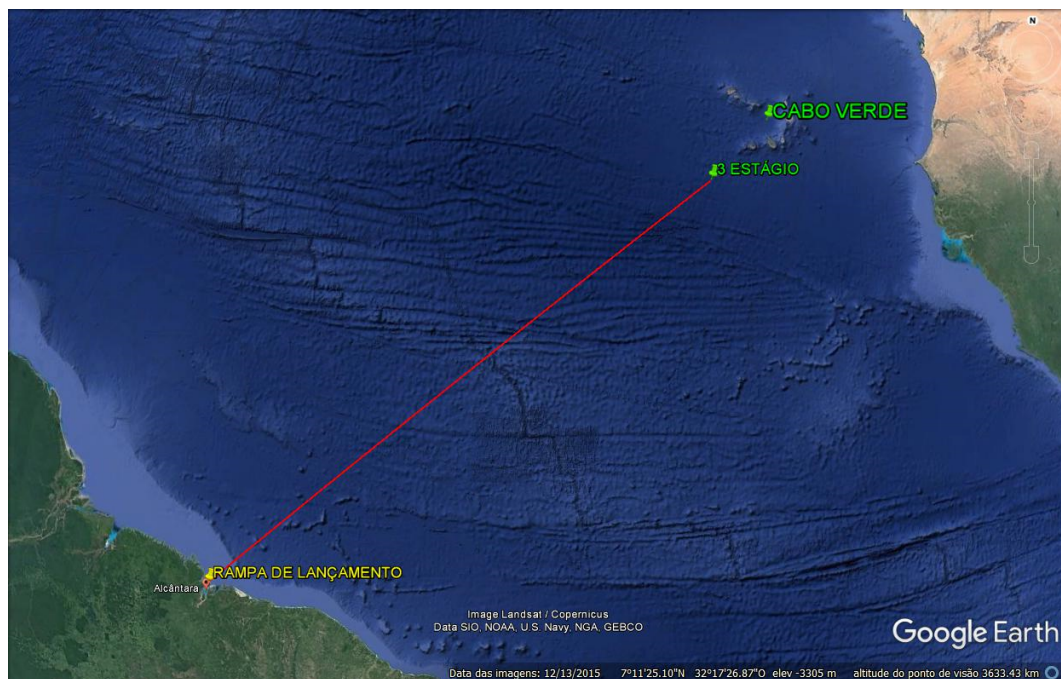 N
CABO VERDE
3 ESTÁGIO
RAMPA DE LANÇAMENTO
Alcântara
Image Landsat / Copernicus
Data SIO, NOAA, U.S. Navy, NGA, GEBCO
Google Earth
Data das imagens: 12/13/2015 7°11'25.10"N 32°17'26.87"O elev -3305 m altitude do ponto de visão 3633.43 km